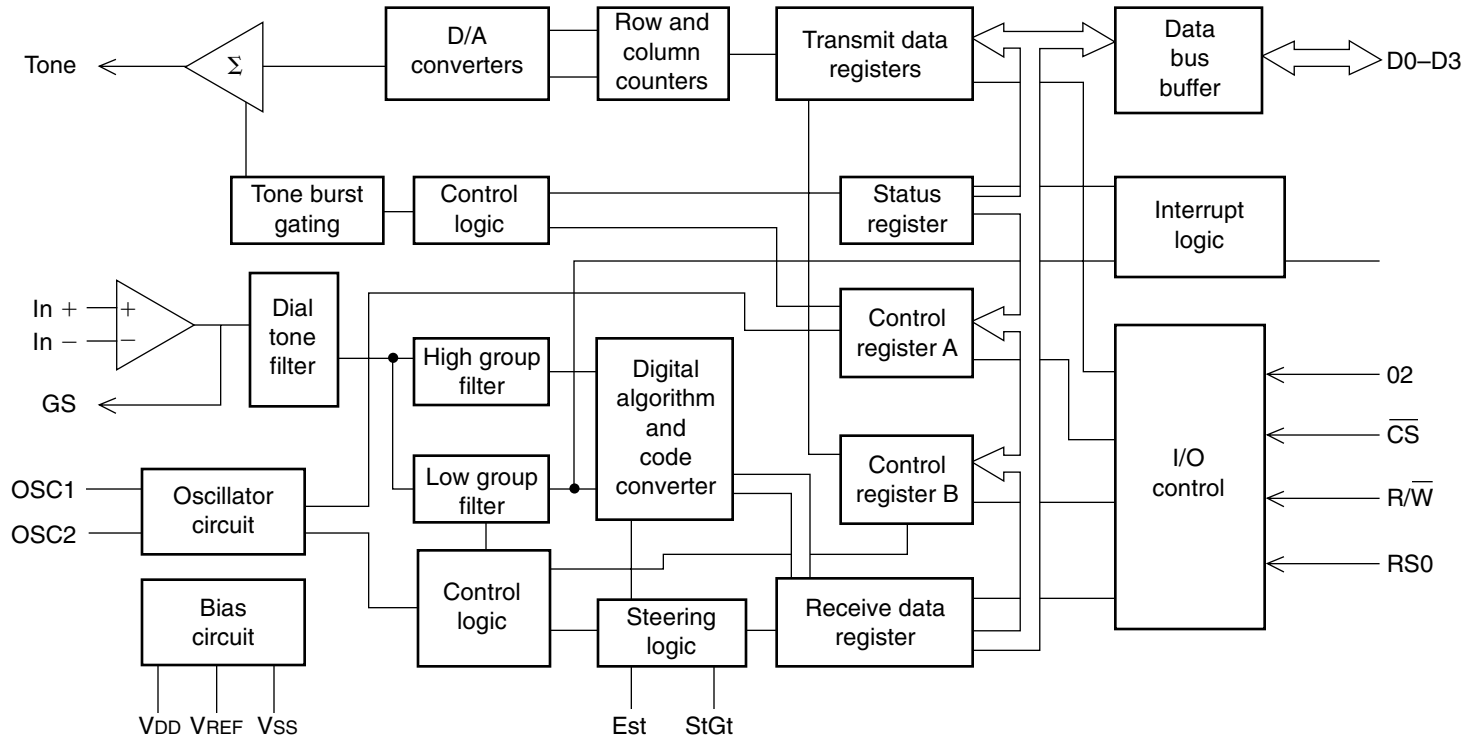 Tone
Σ
D/A
converters
Row and
column
counters
Transmit data
registers
Data
bus
buffer
D0–D3
Tone burst
gating
Control
logic
Status
register
Interrupt
logic
In +
In −
+
−
GS
Dial
tone
filter
High group
filter
Low group
filter
Digital
algorithm
and
code
converter
Control
register A
Control
register B
I/O
control
02
C̅S̅
R/W̅
RS0
OSC1
OSC2
Oscillator
circuit
Bias
circuit
VDD VREF VSS
Control
logic
Steering
logic
Receive data
register
Est StGt